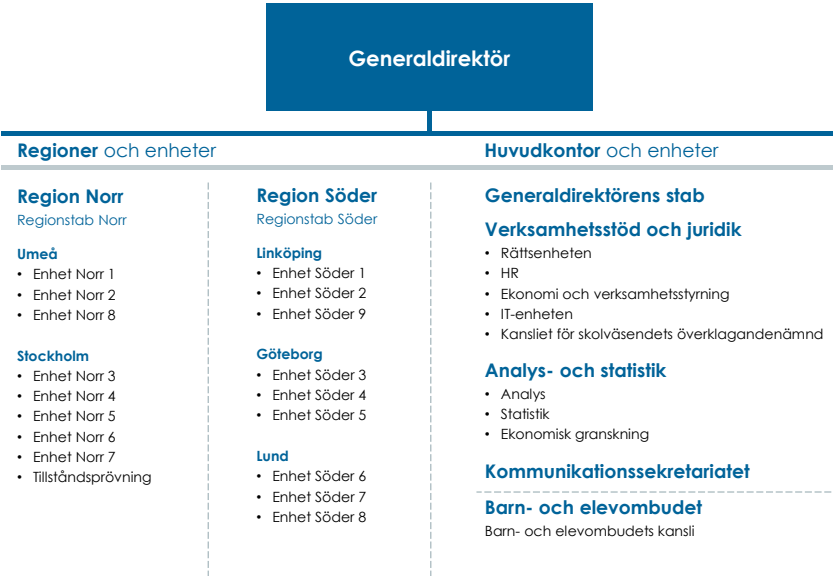 Generaldirektör
Regioner och enheter
Region Norr
Regionstab Norr
Umeå
• Enhet Norr 1
• Enhet Norr 2
• Enhet Norr 8
Stockholm
• Enhet Norr 3
• Enhet Norr 4
• Enhet Norr 5
• Enhet Norr 6
• Enhet Norr 7
• Tillståndsprövning
Region Söder
Regionstab Söder
Linköping
• Enhet Söder 1
• Enhet Söder 2
• Enhet Söder 9
Göteborg
• Enhet Söder 3
• Enhet Söder 4
• Enhet Söder 5
Lund
• Enhet Söder 6
• Enhet Söder 7
• Enhet Söder 8
Huvudkontor och enheter
Generaldirektörens stab
Verksamhetsstöd och juridik
• Rättsenheten
• HR
• Ekonomi och verksamhetsstyrning
• IT-enheten
• Kansliet för skolväsendets överklagandenämnd
Analys- och statistik
• Analys
• Statistik
• Ekonomisk granskning
Kommunikationssekretariatet
Barn- och elevombudet
Barn- och elevombudets kansli